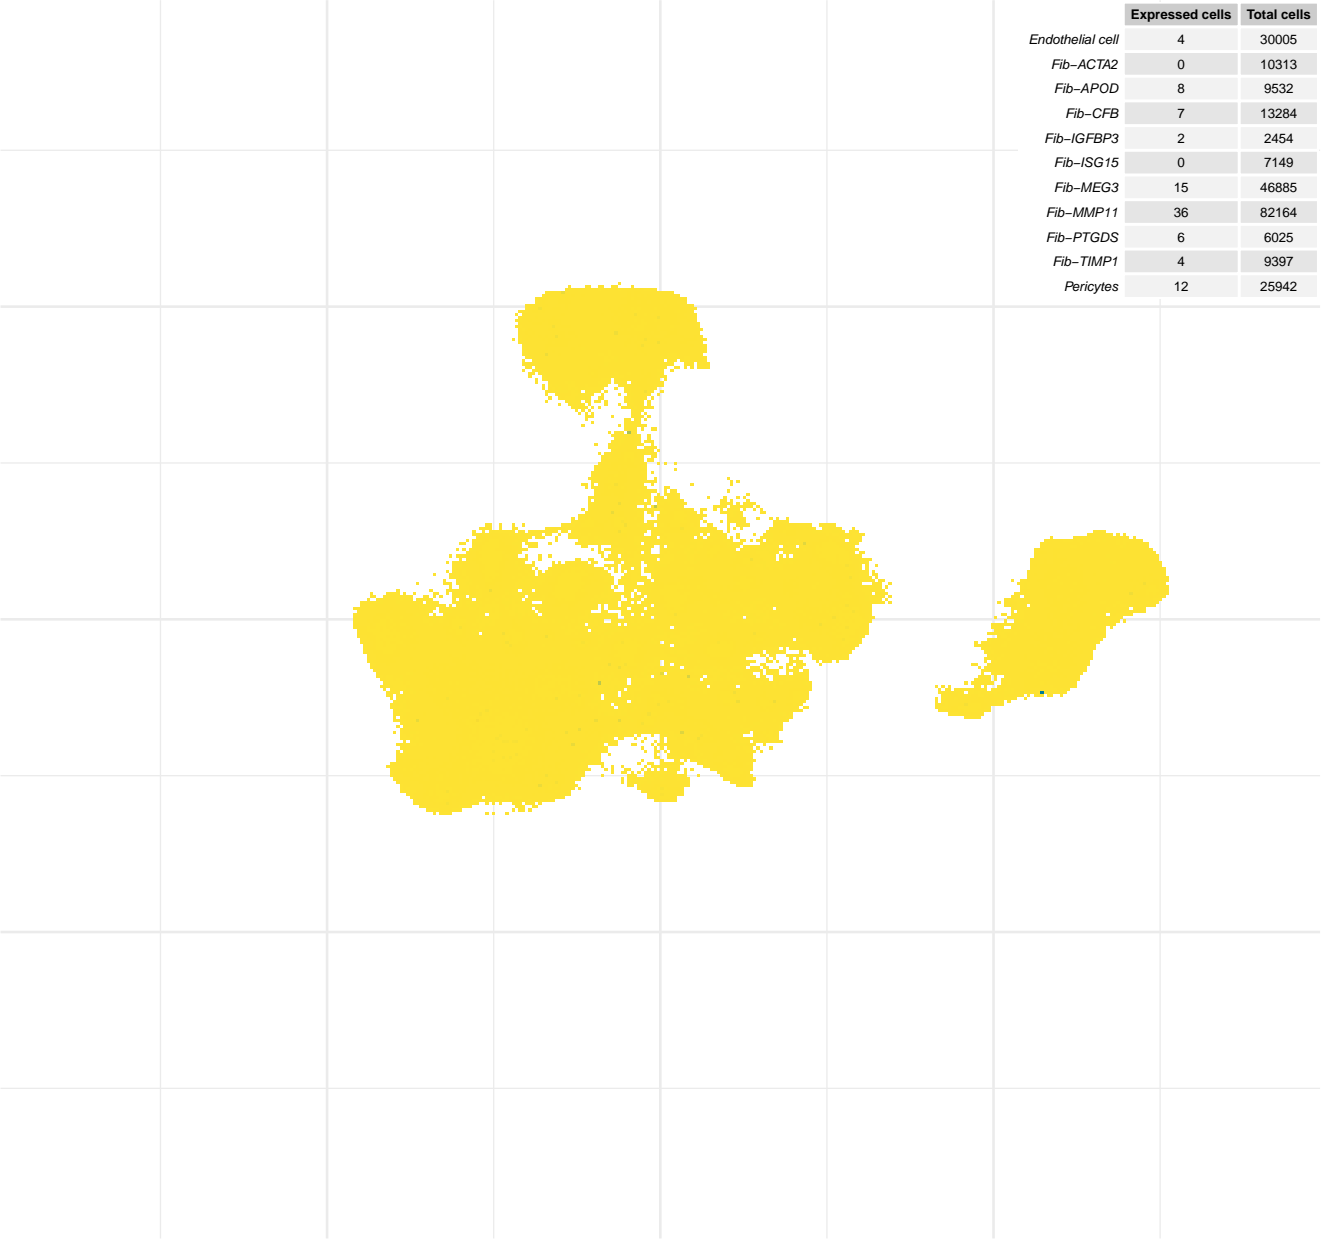 Expressed cells Total cells
Endothelial cell 4 30005
Fib−ACTA2 0 10313
Fib−APOD 8 9532
Fib−CFB 7 13284
Fib−IGFBP3 2 2454
Fib−ISG15 0 7149
Fib−MEG3 15 46885
Fib−MMP11 36 82164
Fib−PTGDS 6 6025
Fib−TIMP1 4 9397
Pericytes 12 25942